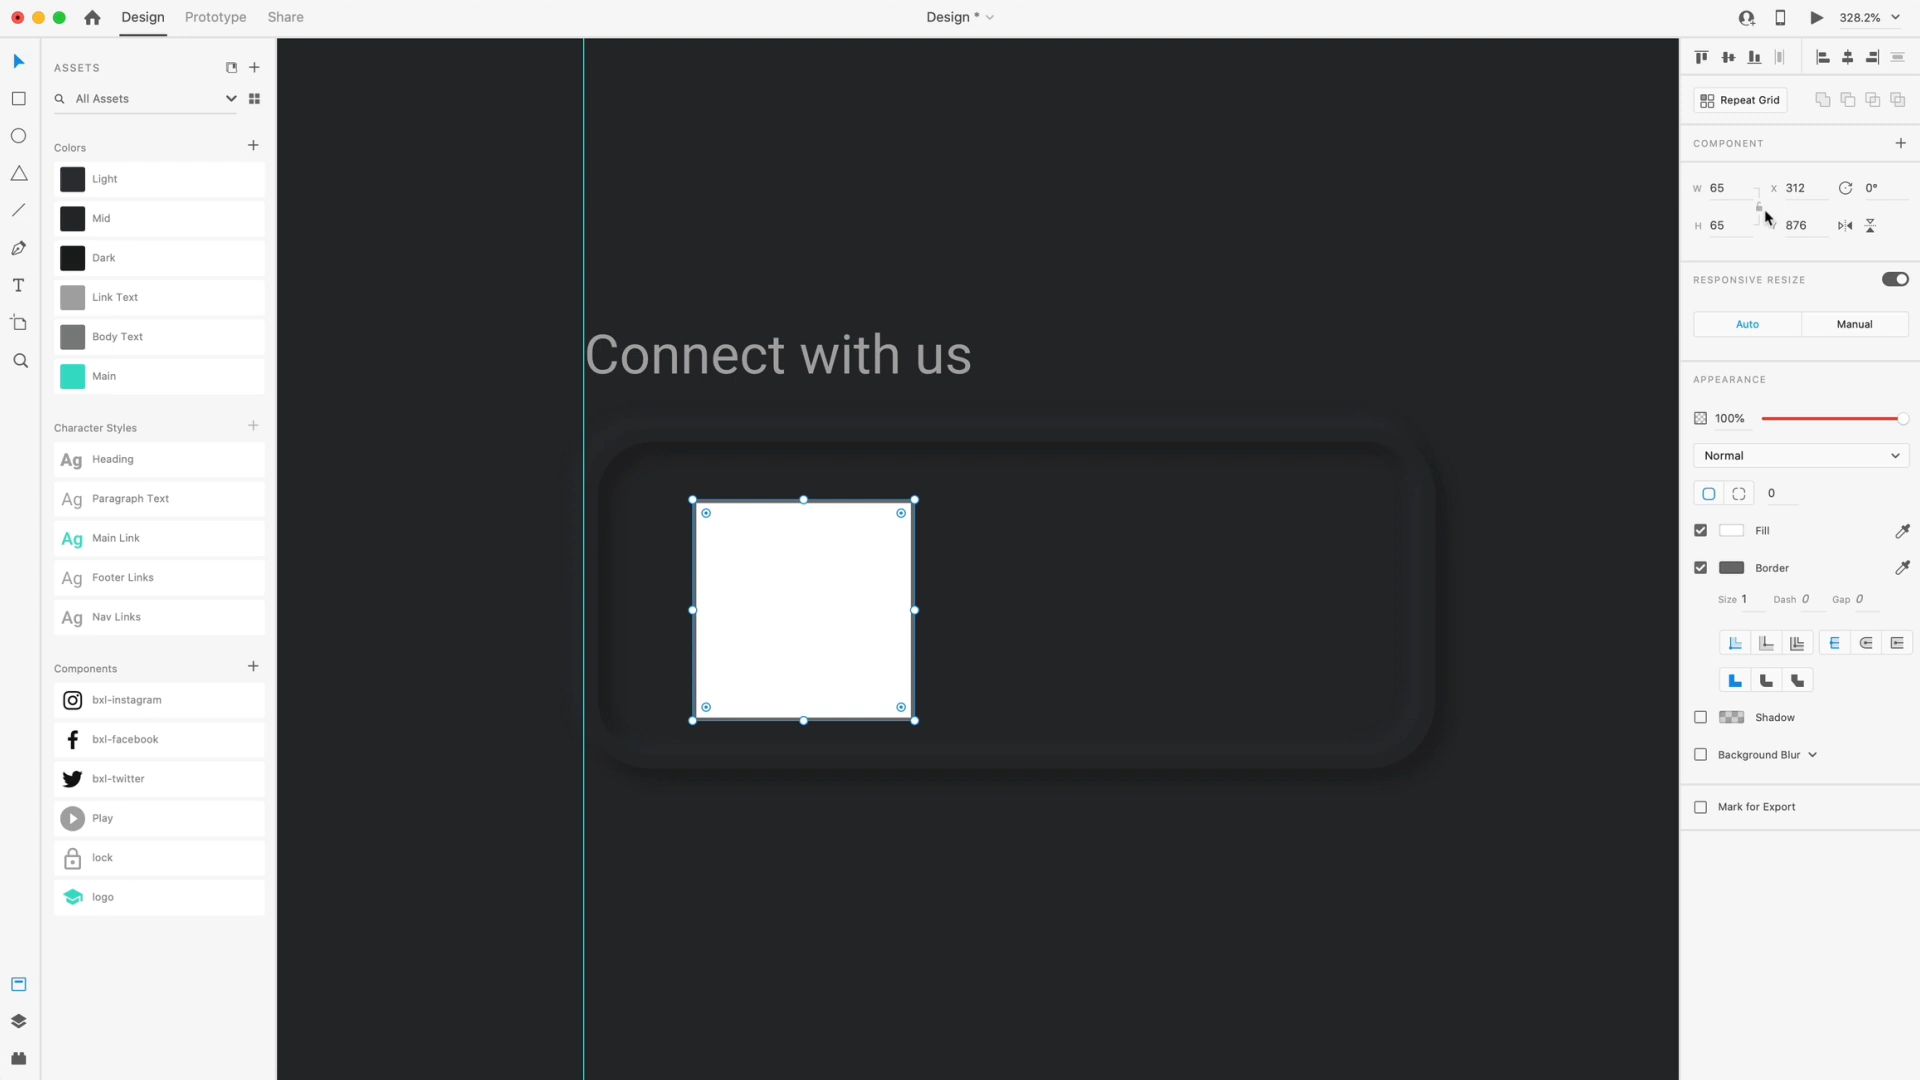 Design Prototype Share Design * 328.2%
ASSETS
All Assets
Colors
Light
Mid
Dark
Link Text
Body Text
Main
Character Styles
Ag Heading
Ag Paragraph Text
Ag Main Link
Ag Footer Links
Ag Nav Links
Components
bxl-instagram
bxl-facebook
bxl-twitter
Play
lock
logo
Connect with us
Repeat Grid
COMPONENT
W 65 X 312 0°
H 65 876
RESPONSIVE RESIZE
Auto Manual
APPEARANCE
100%
Normal
0
Fill
Border
Size 1 Dash 0 Gap 0
Shadow
Background Blur
Mark for Export